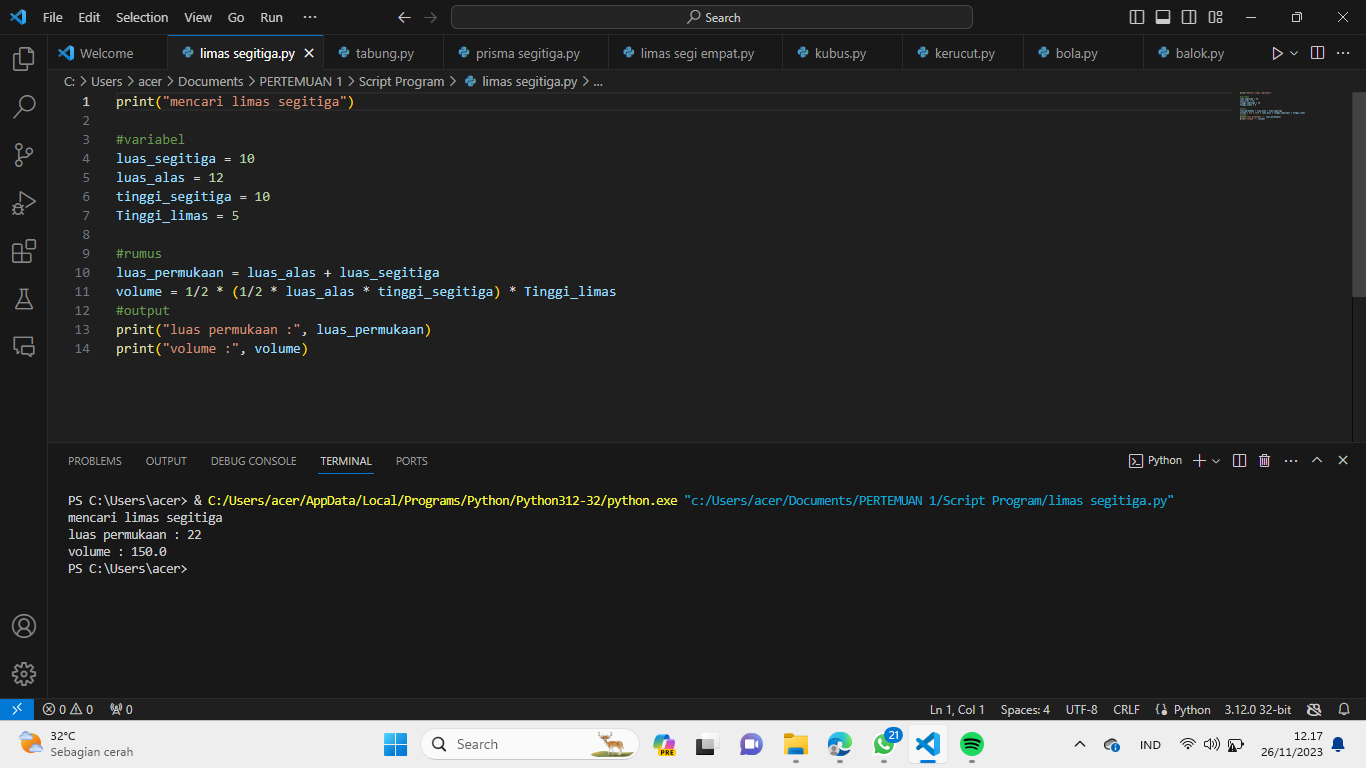 File Edit Selection View Go Run ··· Search
Welcome limas segitiga.py tabung.py prisma segitiga.py limas segi empat.py kubus.py kerucut.py bola.py balok.py
C: > Users > acer > Documents > PERTEMUAN 1 > Script Program > limas segitiga.py > ...
1 print("mencari limas segitiga")
2
3 #variabel
4 luas_segitiga = 10
5 luas_alas = 12
6 tinggi_segitiga = 10
7 Tinggi_limas = 5
8
9 #rumus
10 luas_permukaan = luas_alas + luas_segitiga
11 volume = 1/2 * (1/2 * luas_alas * tinggi_segitiga) * Tinggi_limas
12 #output
13 print("luas permukaan :", luas_permukaan)
14 print("volume :", volume)
PROBLEMS OUTPUT DEBUG CONSOLE TERMINAL PORTS Python
PS C:\Users\acer> & C:/Users/acer/AppData/Local/Programs/Python/Python312-32/python.exe "c:/Users/acer/Documents/PERTEMUAN 1/Script Program/limas segitiga.py"
mencari limas segitiga
luas permukaan : 22
volume : 150.0
PS C:\Users\acer>
0 0 0 Ln 1, Col 1 Spaces: 4 UTF-8 CRLF Python 3.12.0 32-bit
32°C
Sebagian cerah
Search
PRE
21
IND
12.17
26/11/2023